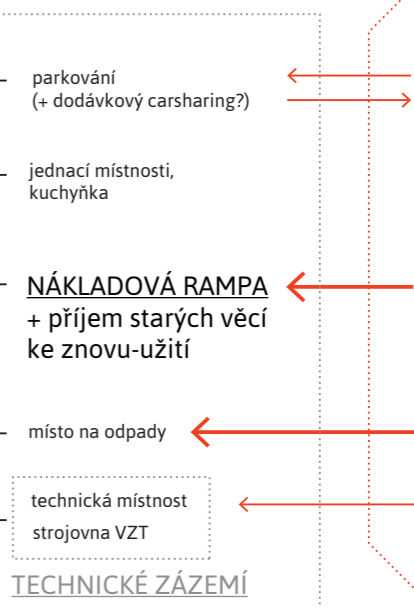 parkování
(+ dodávkový carsharing?)
jednací místnosti,
kuchyňka
NÁKLADOVÁ RAMPA
+ příjem starých věcí
ke znovu-užití
místo na odpady
technická místnost
strojovna VZT
TECHNICKÉ ZÁZEMÍ